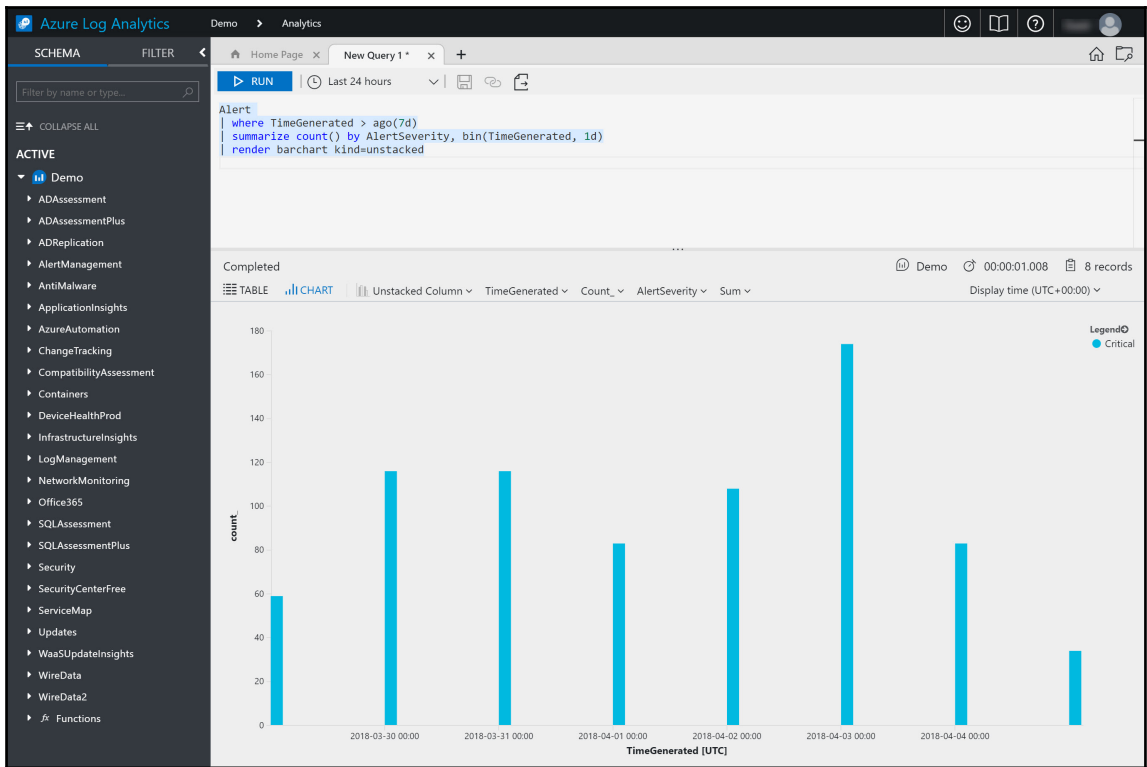 Azure Log Analytics Demo > Analytics
SCHEMA FILTER
Home Page New Query 1*
RUN Last 24 hours
Filter by name or type...
COLLAPSE ALL
ACTIVE
Demo
ADAssessment
ADAssessmentPlus
ADReplication
AlertManagement
AntiMalware
ApplicationInsights
AzureAutomation
ChangeTracking
CompatibilityAssessment
Containers
DeviceHealthProd
InfrastructureInsights
LogManagement
NetworkMonitoring
Office365
SQLAssessment
SQLAssessmentPlus
Security
SecurityCenterFree
ServiceMap
Updates
WaaSUpdateInsights
WireData
WireData2
fx Functions
Alert
| where TimeGenerated > ago(7d)
| summarize count() by AlertSeverity, bin(TimeGenerated, 1d)
| render barchart kind=unstacked
Completed Demo 00:00:01.008 8 records
TABLE CHART Unstacked Column TimeGenerated Count_ AlertSeverity Sum Display time (UTC+00:00)
Legend
Critical
count_
180
160
140
120
100
80
60
40
20
0
2018-03-30 00:00 2018-03-31 00:00 2018-04-01 00:00 2018-04-02 00:00 2018-04-03 00:00 2018-04-04 00:00
TimeGenerated [UTC]